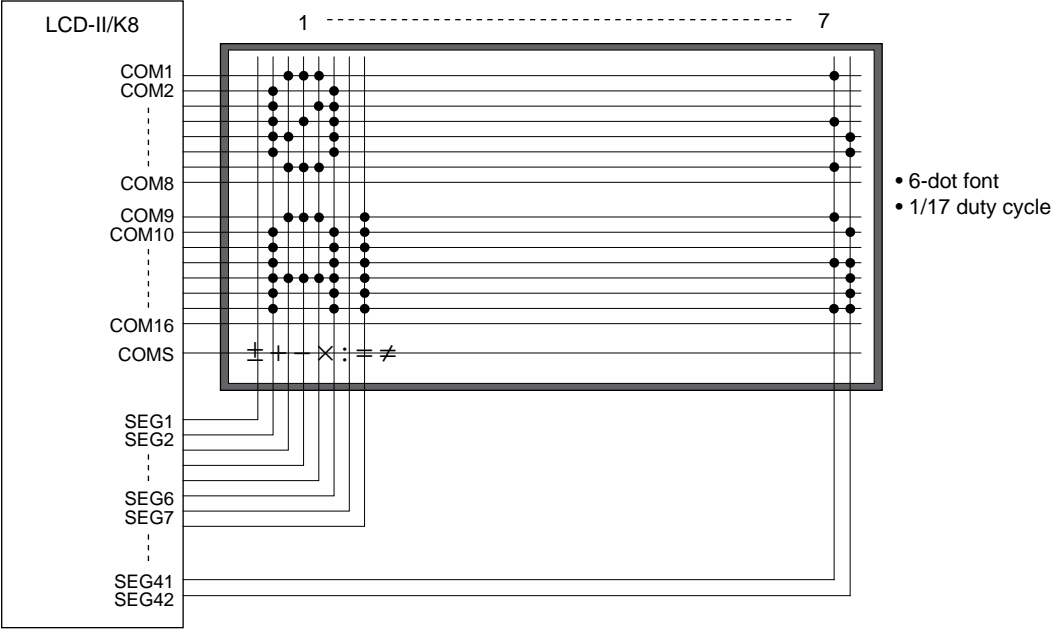 LCD-II/K8
1 7
COM1
COM2
COM8
COM9
COM10
COM16
COMS ± + − × : = ≠
SEG1
SEG2
SEG6
SEG7
SEG41
SEG42
• 6-dot font
• 1/17 duty cycle